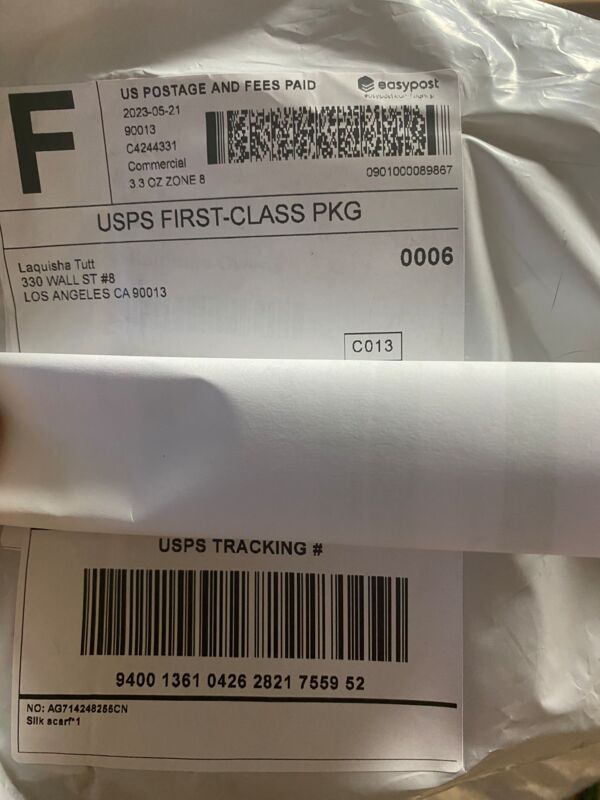 F
US POSTAGE AND FEES PAID
easypost
2023-05-21
90013
C4244331
Commercial
3.3 OZ ZONE 8
0901000089867
USPS FIRST-CLASS PKG
Laquisha Tutt
330 WALL ST #8
LOS ANGELES CA 90013
0006
C013
USPS TRACKING #
9400 1361 0426 2821 7559 52
NO: AG714248256CN
Silk scarf*1